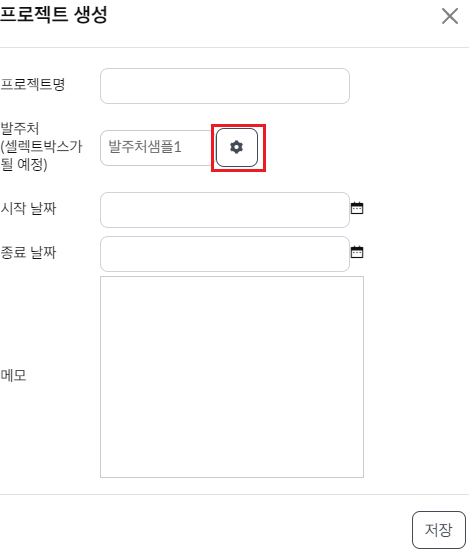 프로젝트 생성
프로젝트명
발주처
(셀렉트박스가
될 예정)
발주처샘플1
시작 날짜
종료 날짜
메모
저장